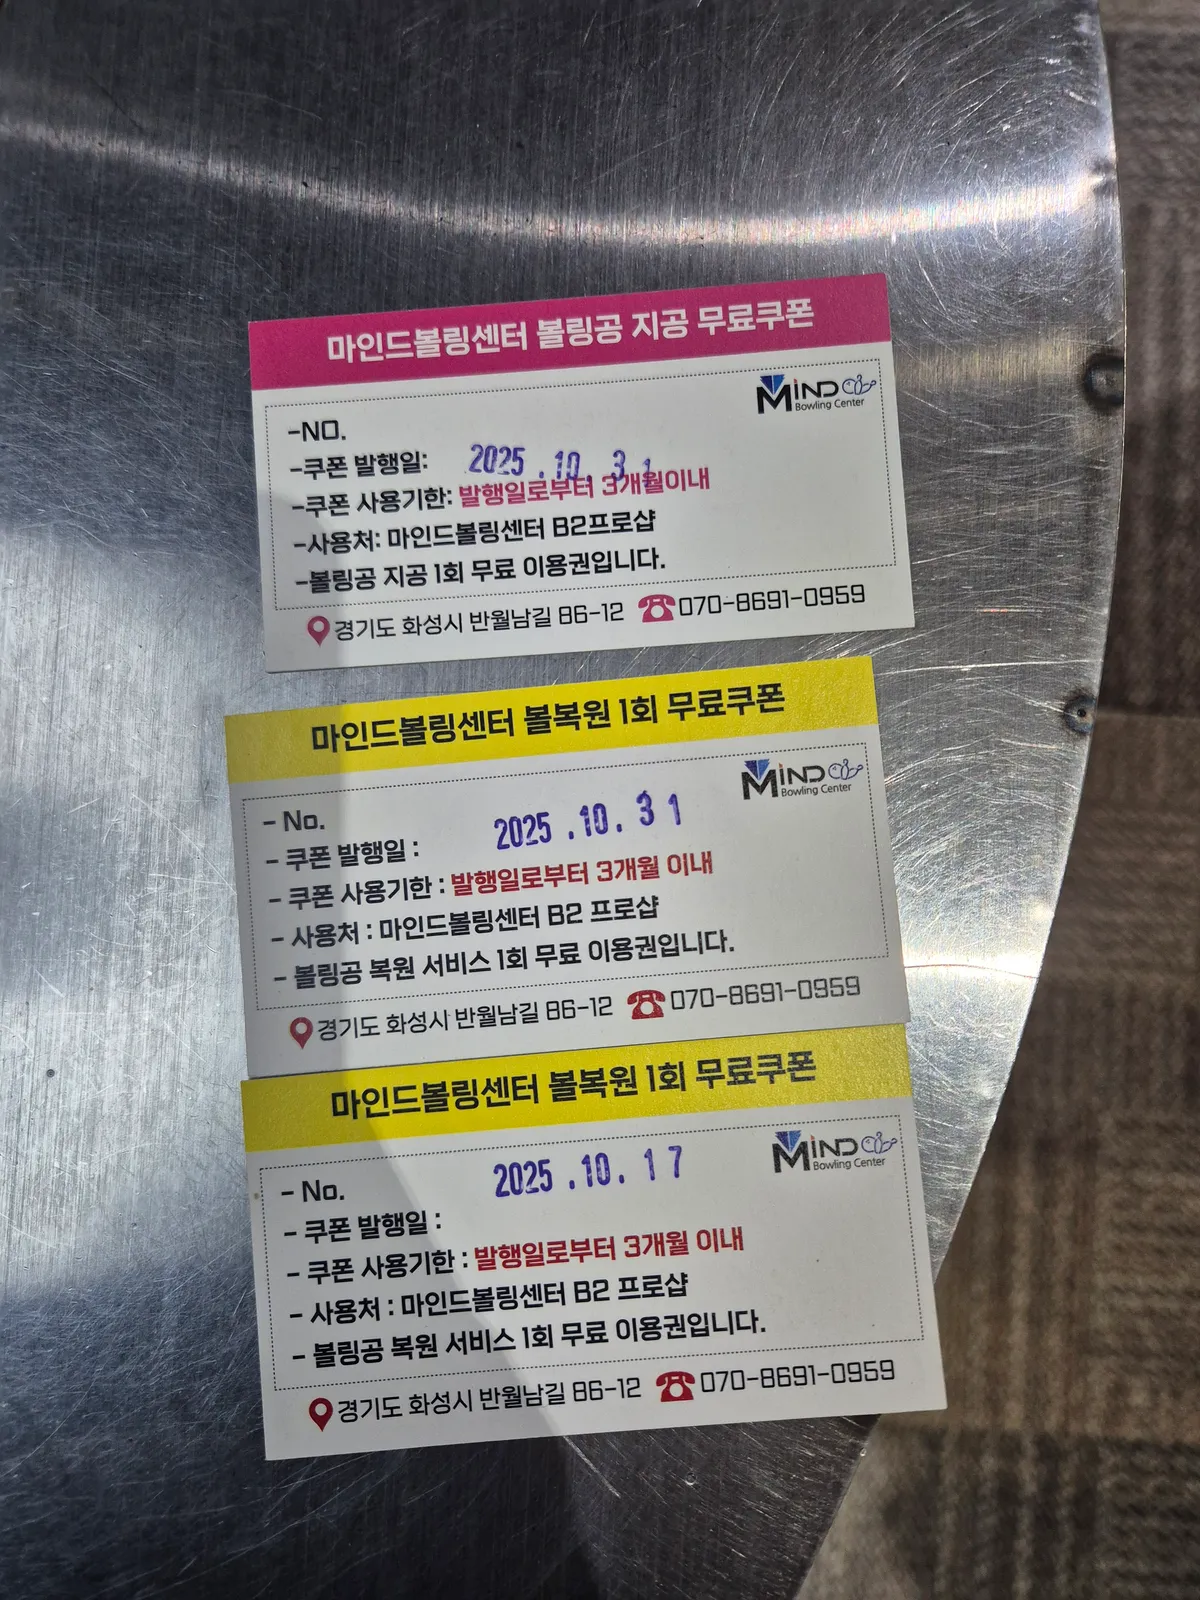 마인드볼링센터 볼링공 지공 무료쿠폰
MIND
Bowling Center
-NO.
-쿠폰 발행일: 2025 .10. 31
-쿠폰 사용기한: 발행일로부터 3개월이내
-사용처: 마인드볼링센터 B2프로샵
-볼링공 지공 1회 무료 이용권입니다.
경기도 화성시 반월남길 86-12 070-8691-0959
마인드볼링센터 볼복원 1회 무료쿠폰
MIND
Bowling Center
- No.
- 쿠폰 발행일 : 2025 .10. 31
- 쿠폰 사용기한 : 발행일로부터 3개월 이내
- 사용처 : 마인드볼링센터 B2 프로샵
- 볼링공 복원 서비스 1회 무료 이용권입니다.
경기도 화성시 반월남길 86-12 070-8691-0959
마인드볼링센터 볼복원 1회 무료쿠폰
MIND
Bowling Center
2025 .10. 17
- No.
- 쿠폰 발행일 :
- 쿠폰 사용기한 : 발행일로부터 3개월 이내
- 사용처 : 마인드볼링센터 B2 프로샵
- 볼링공 복원 서비스 1회 무료 이용권입니다.
경기도 화성시 반월남길 86-12 070-8691-0959